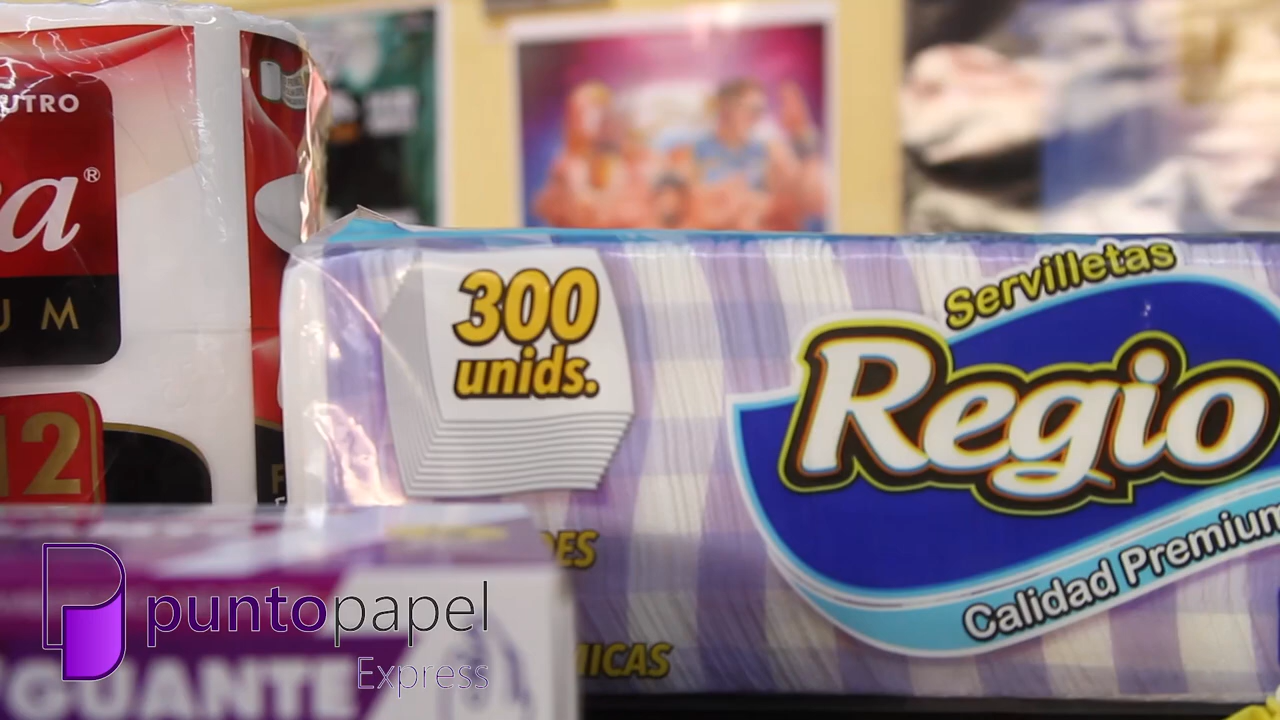 UTRO
a®
UM
12
300
unids.
Servilletas
Regio
Calidad Premium
DES
MICAS
puntopapel
Express
GUANTE